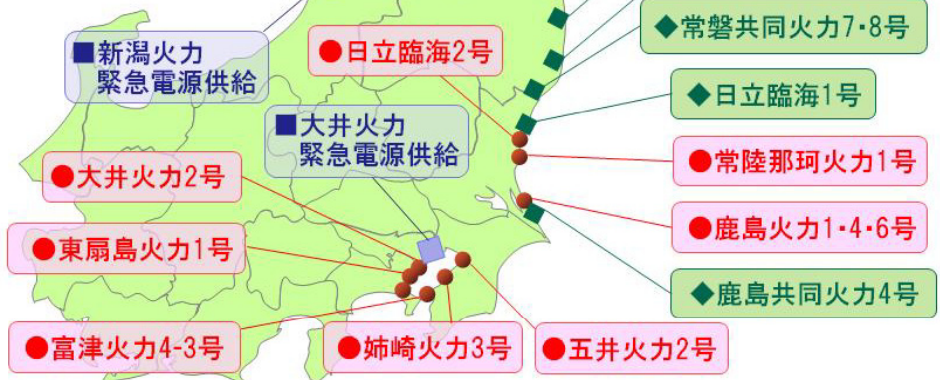 ◆常磐共同火力7・8号
■新潟火力
緊急電源供給
●日立臨海2号
◆日立臨海1号
■大井火力
緊急電源供給
●常陸那珂火力1号
●大井火力2号
●鹿島火力1・4・6号
●東扇島火力1号
◆鹿島共同火力4号
●富津火力4-3号
●姉崎火力3号
●五井火力2号